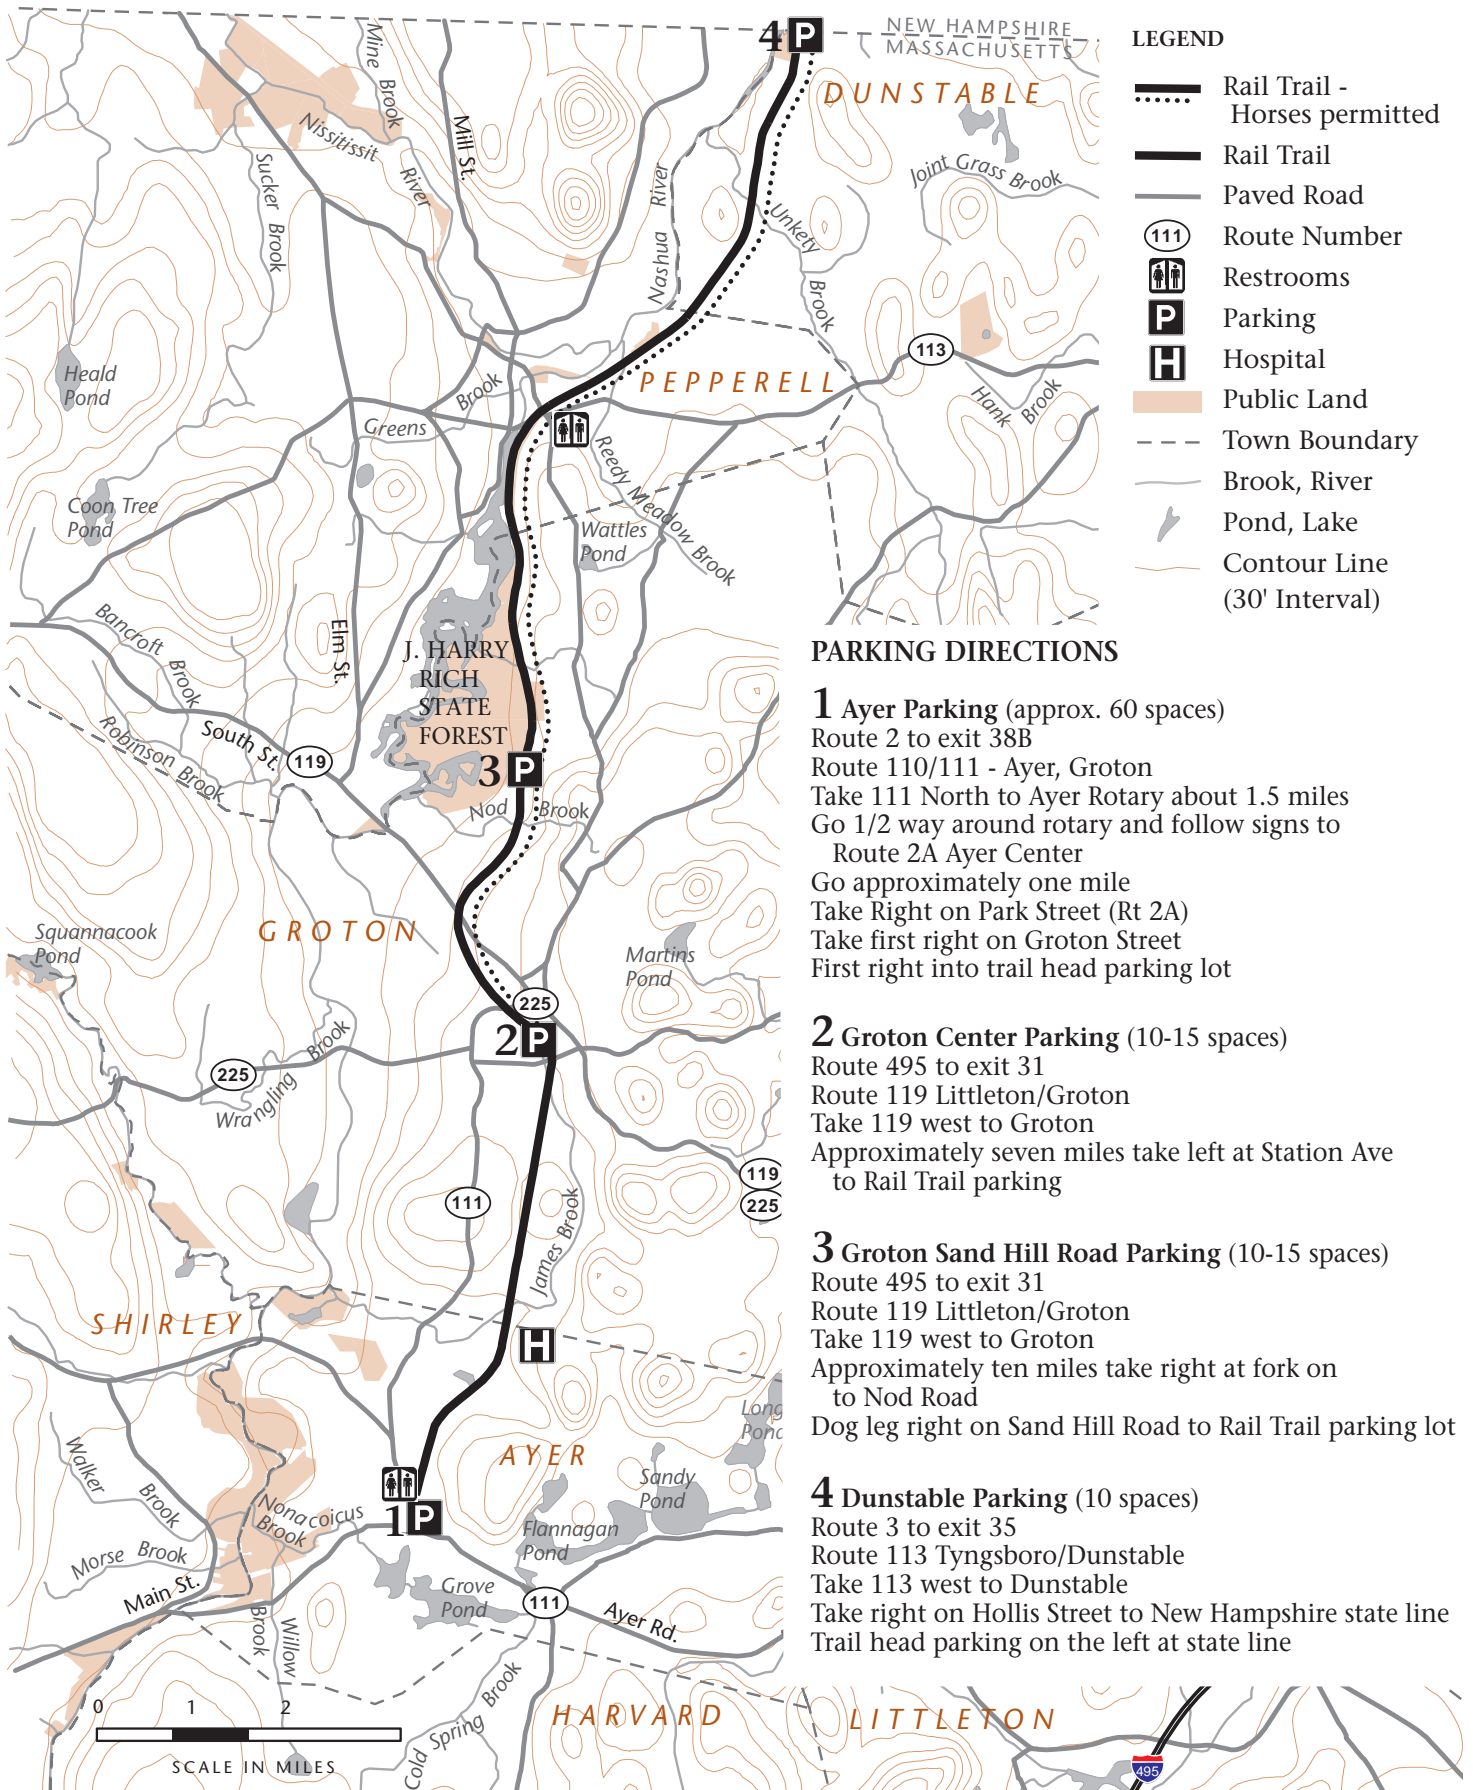 4
P
NEW HAMPSHIRE
MASSACHUSETTS
DUNSTABLE
Mine Brook
Nissitissit River
Mill St.
Sucker Brook
Nashua River
Unkety Brook
Joint Grass Brook
113
Heald
Pond
Greens Brook
PEPPERELL
Hank Brook
Reedy Meadow Brook
Coon Tree
Pond
Wattles
Pond
Bancroft Brook
Elm St.
J. HARRY
RICH
STATE
FOREST
Robinson Brook
South St.
119
3
P
Nod Brook
GROTON
Squannacook
Pond
Martins
Pond
225
2
P
225
Wrangling Brook
111
James Brook
119
225
SHIRLEY
H
Long
Pond
AYER
Walker Brook
Sandy
Pond
Nonacoicus
Brook
1
P
Flannagan
Pond
Morse Brook
Main St.
Grove
Pond
111
Ayer Rd.
Willow
Brook
Cold Spring Brook
HARVARD
LITTLETON
495
0 1 2
SCALE IN MILES
LEGEND
Rail Trail -
Horses permitted
Rail Trail
Paved Road
111
Route Number
Restrooms
P
Parking
H
Hospital
Public Land
Town Boundary
Brook, River
Pond, Lake
Contour Line
(30' Interval)
PARKING DIRECTIONS
1 Ayer Parking (approx. 60 spaces)
Route 2 to exit 38B
Route 110/111 - Ayer, Groton
Take 111 North to Ayer Rotary about 1.5 miles
Go 1/2 way around rotary and follow signs to
Route 2A Ayer Center
Go approximately one mile
Take Right on Park Street (Rt 2A)
Take first right on Groton Street
First right into trail head parking lot
2 Groton Center Parking (10-15 spaces)
Route 495 to exit 31
Route 119 Littleton/Groton
Take 119 west to Groton
Approximately seven miles take left at Station Ave
to Rail Trail parking
3 Groton Sand Hill Road Parking (10-15 spaces)
Route 495 to exit 31
Route 119 Littleton/Groton
Take 119 west to Groton
Approximately ten miles take right at fork on
to Nod Road
Dog leg right on Sand Hill Road to Rail Trail parking lot
4 Dunstable Parking (10 spaces)
Route 3 to exit 35
Route 113 Tyngsboro/Dunstable
Take 113 west to Dunstable
Take right on Hollis Street to New Hampshire state line
Trail head parking on the left at state line